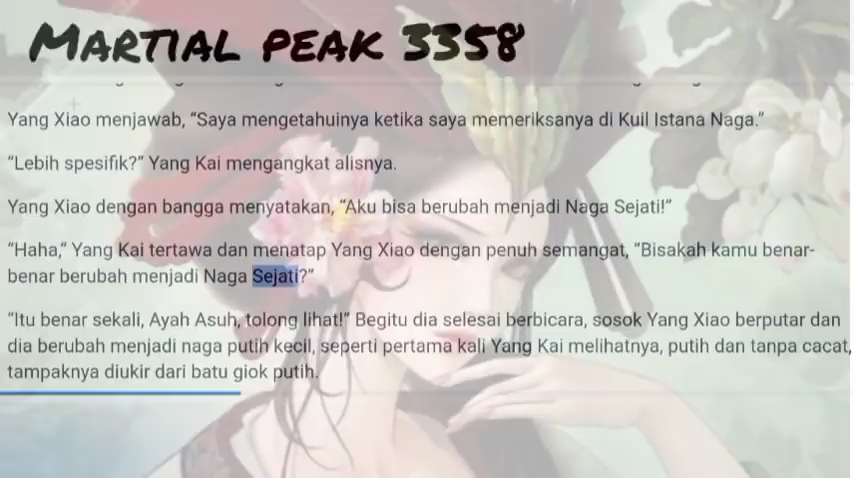 MARTIAL PEAK 3358
Yang Xiao menjawab, “Saya mengetahuinya ketika saya memeriksanya di Kuil Istana Naga.”
“Lebih spesifik?” Yang Kai mengangkat alisnya.
Yang Xiao dengan bangga menyatakan, “Aku bisa berubah menjadi Naga Sejati!”
“Haha,” Yang Kai tertawa dan menatap Yang Xiao dengan penuh semangat, “Bisakah kamu benar-
benar berubah menjadi Naga Sejati?”
“Itu benar sekali, Ayah Asuh, tolong lihat!” Begitu dia selesai berbicara, sosok Yang Xiao berputar dan
dia berubah menjadi naga putih kecil, seperti pertama kali Yang Kai melihatnya, putih dan tanpa cacat,
tampaknya diukir dari batu giok putih.